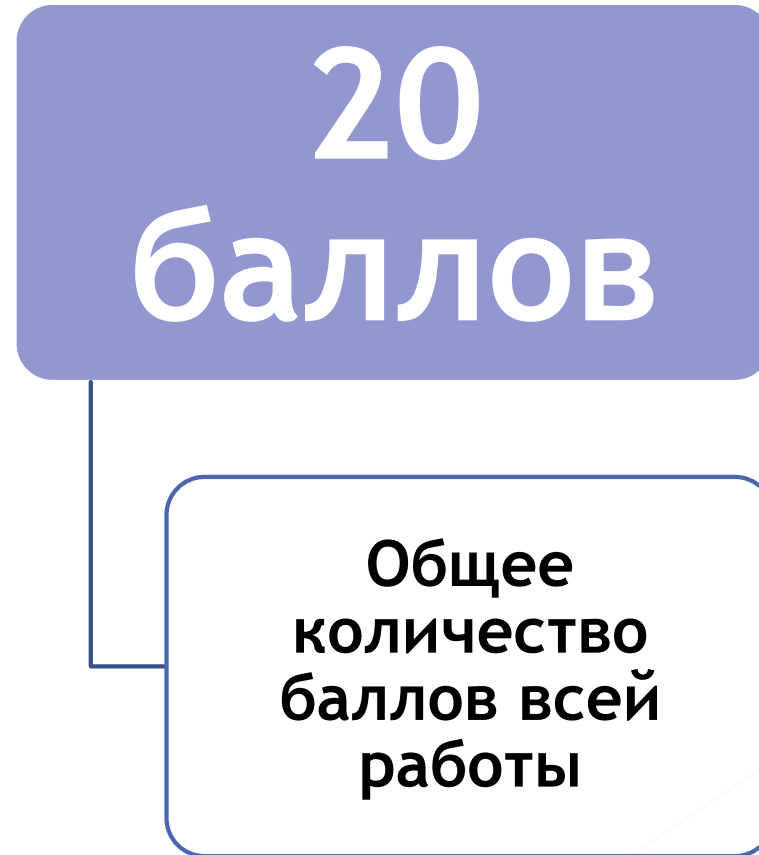 20
баллов
Общее
количество
баллов всей
работы